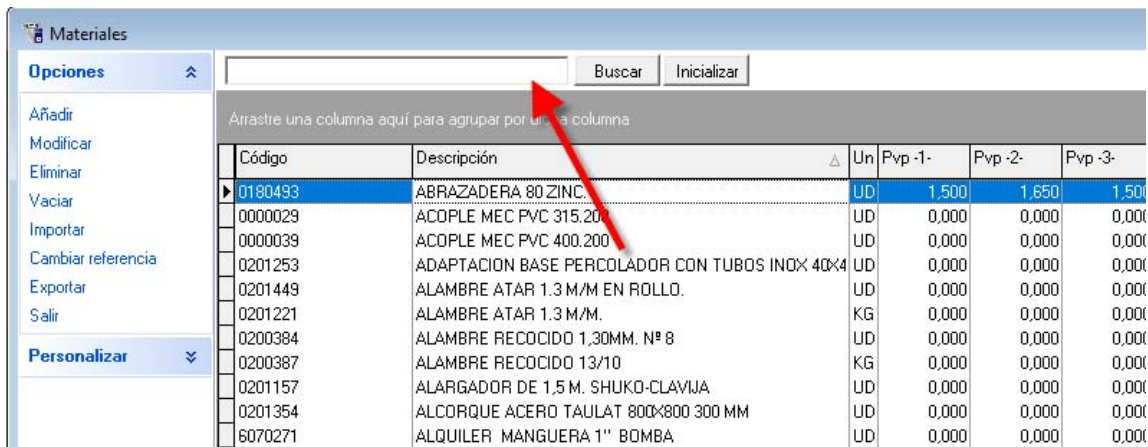 Materiales
Opciones
Añadir
Modificar
Eliminar
Vaciar
Importar
Cambiar referencia
Exportar
Salir
Personalizar
Buscar Inicializar
Arrastre una columna aquí para agrupar por columna
Código Descripción Un Pvp -1- Pvp -2- Pvp -3-
0180493 ABRAZADERA 80 ZINC. UD 1,500 1,650 1,500
0000029 ACOPLE MEC PVC UD 0,000 0,000 0,000
0000039 ACOPLE MEC PVC 400.200 UD 0,000 0,000 0,000
0201253 ADAPTACION BASE PERCOLADOR CON TUBOS INOX 40X4 UD 0,000 0,000 0,000
0201449 ALAMBRE ATAR 1.3 M/M EN ROLLO. UD 0,000 0,000 0,000
0201221 ALAMBRE ATAR 1.3 M/M. KG 0,000 0,000 0,000
0200384 ALAMBRE RECOCIDO 1,30MM. Nº 8 UD 0,000 0,000 0,000
0200387 ALAMBRE RECOCIDO 13/10 KG 0,000 0,000 0,000
0201157 ALARGADOR DE 1,5 M. SHUKO-CLAVIJA UD 0,000 0,000 0,000
0201354 ALCORQUE ACERO TAULAT 800X800 300 MM UD 0,000 0,000 0,000
6070271 ALQUILER MANGUERA 1'' BOMBA UD 0,000 0,000 0,000